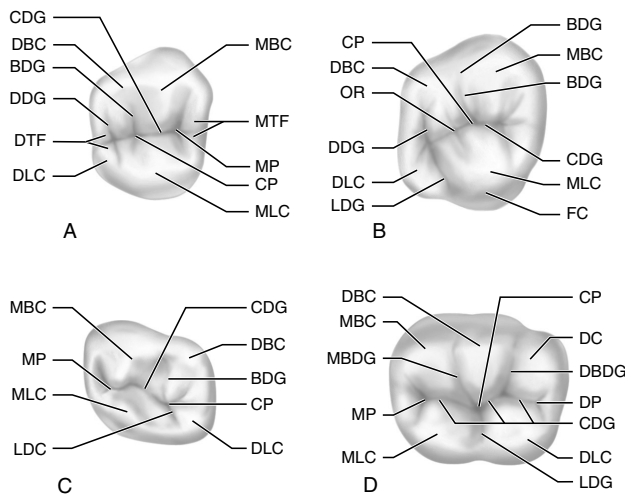 CDG
DBC
BDG
DDG
DTF
DLC
MBC
MTF
MP
CP
MLC
A
CP
DBC
OR
DDG
DLC
LDG
BDG
MBC
BDG
CDG
MLC
FC
B
MBC
MP
MLC
LDC
CDG
DBC
BDG
CP
DLC
C
DBC
MBC
MBDG
MP
MLC
CP
DC
DBDG
DP
CDG
DLC
LDG
D